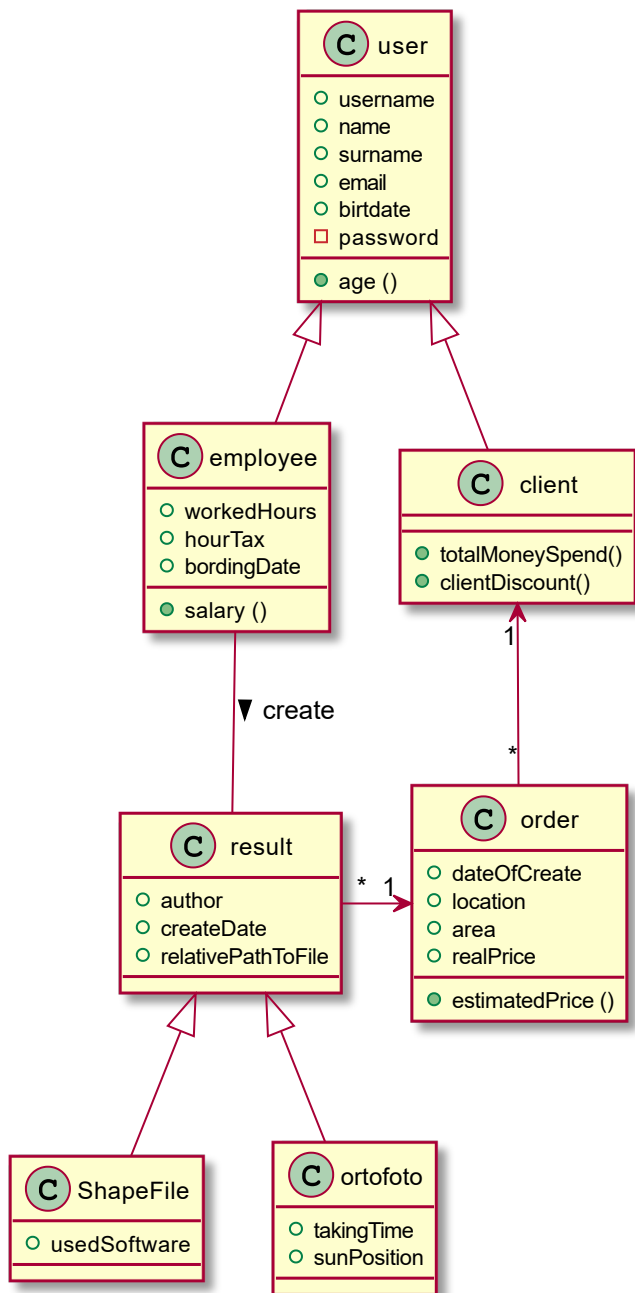 C user
username
name
surname
email
birtdate
password
age ()
C employee
workedHours
hourTax
bordingDate
salary ()
C client
totalMoneySpend()
clientDiscount()
1
create
*
C result
author
createDate
relativePathToFile
* 1
C order
dateOfCreate
location
area
realPrice
estimatedPrice ()
C ShapeFile
usedSoftware
C ortofoto
takingTime
sunPosition